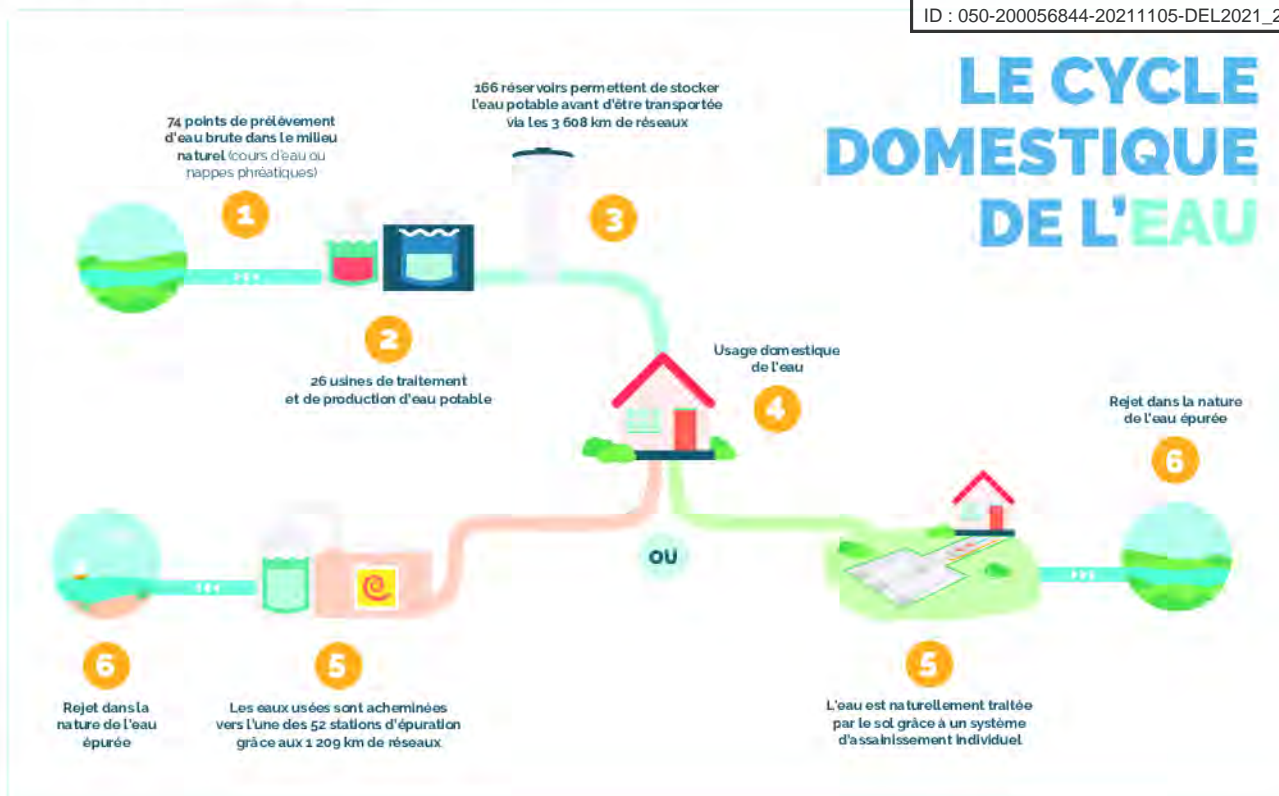 ID : 050-200056844-20211105-DEL2021_2
LE CYCLE
DOMESTIQUE
DE L'EAU
74 points de prélèvement
d'eau brute dans le milieu
naturel (cours d'eau ou
nappes phréatiques)
1
166 réservoirs permettent de stocker
l'eau potable avant d'être transportée
via les 3 608 km de réseaux
3
2
26 usines de traitement
et de production d'eau potable
Usage domestique
de l'eau
4
Rejet dans la nature
de l'eau épurée
6
OU
6
Rejet dans la
nature de l'eau
épurée
5
Les eaux usées sont acheminées
vers l'une des 52 stations d'épuration
grâce aux 1 209 km de réseaux
5
L'eau est naturellement traitée
par le sol grâce à un système
d'assainissement individuel